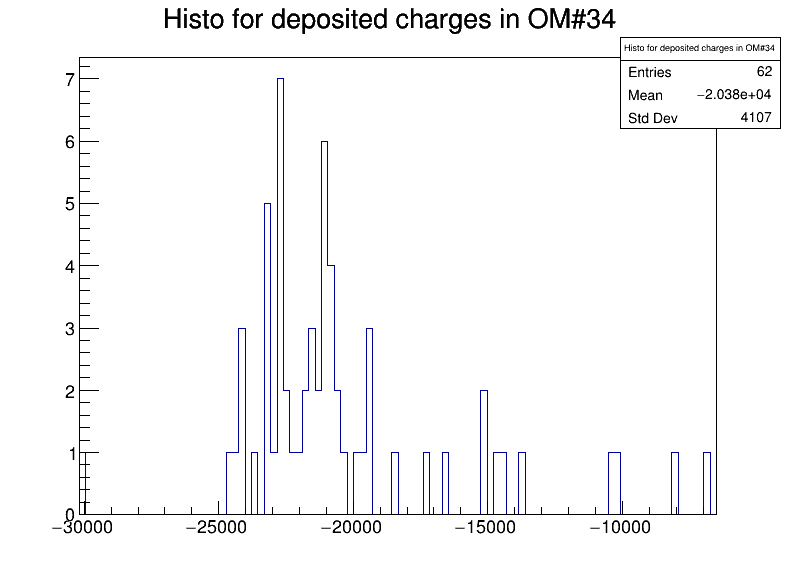 Histo for deposited charges in OM#34
Histo for deposited charges in OM#34
Entries 62
Mean −2.038e+04
Std Dev 4107
7
6
5
4
3
2
1
0
−30000 −25000 −20000 −15000 −10000